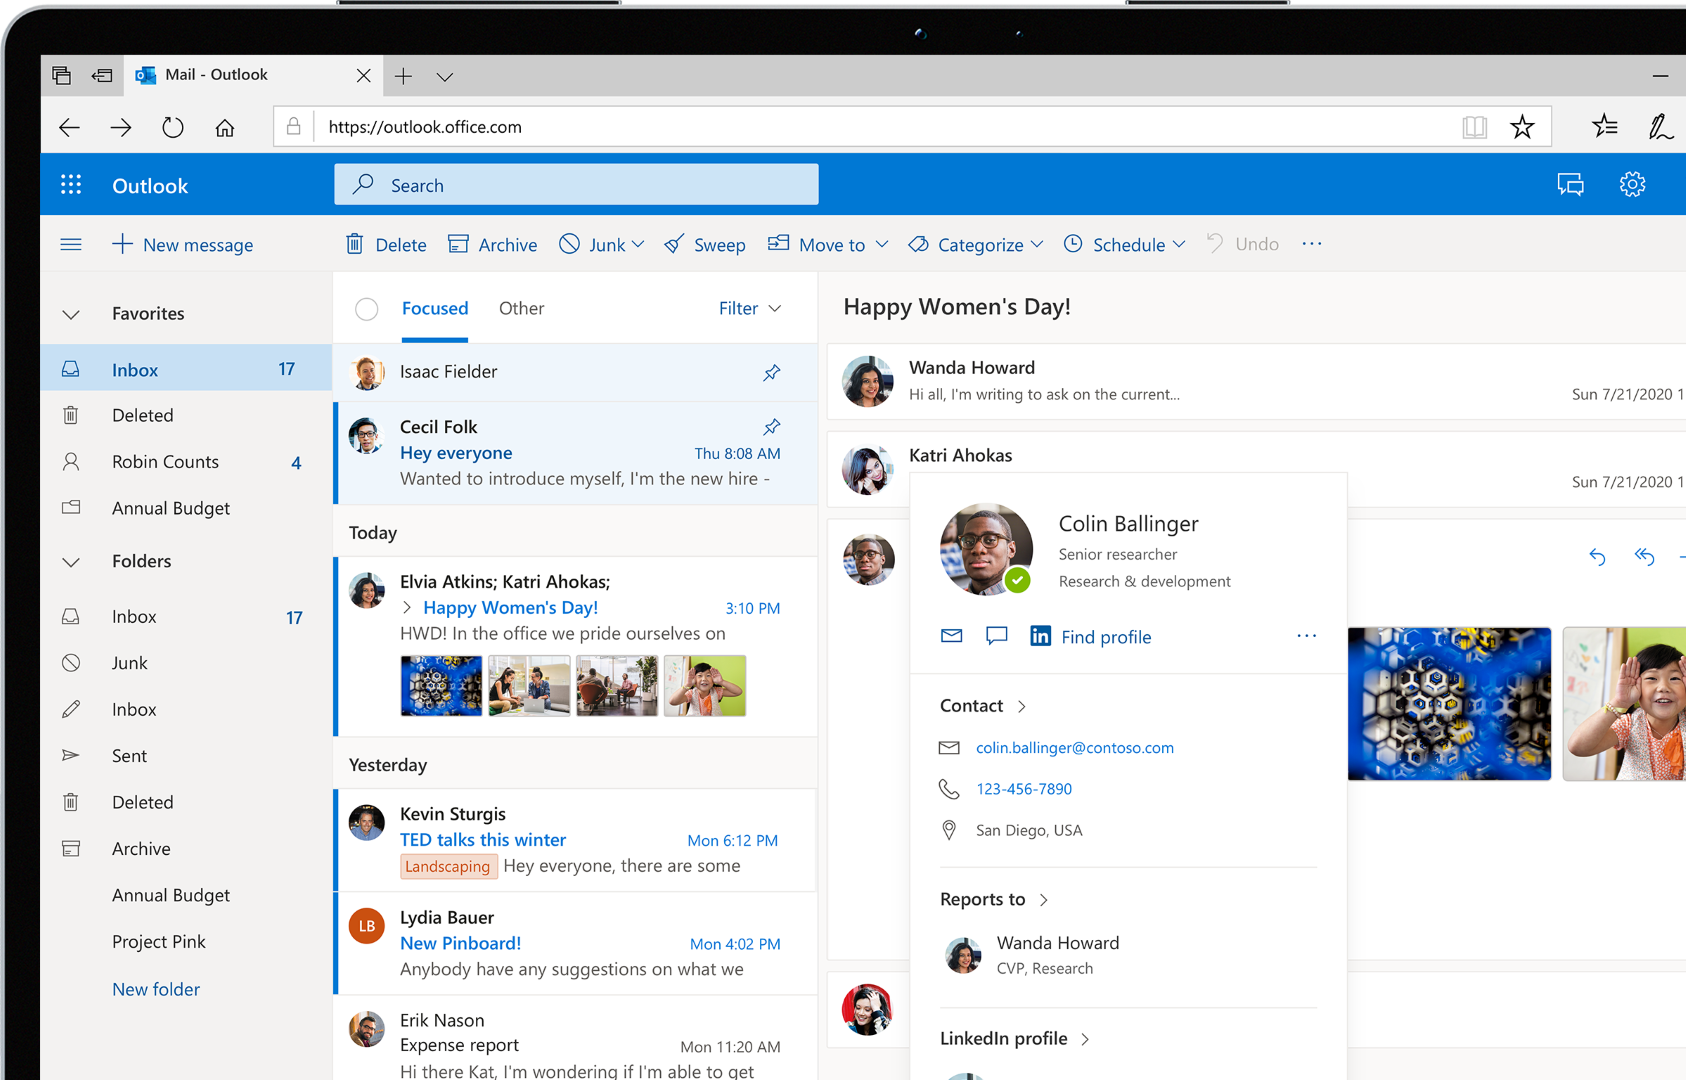 Mail - Outlook
https://outlook.office.com
Outlook
Search
New message
Delete
Archive
Junk
Sweep
Move to
Categorize
Schedule
Undo
Favorites
Inbox 17
Deleted
Robin Counts 4
Annual Budget
Folders
Inbox 17
Junk
Inbox
Sent
Deleted
Archive
Annual Budget
Project Pink
New folder
Focused
Other
Filter
Isaac Fielder
Cecil Folk
Hey everyone Thu 8:08 AM
Wanted to introduce myself, I'm the new hire -
Today
Elvia Atkins; Katri Ahokas;
Happy Women's Day! 3:10 PM
HWD! In the office we pride ourselves on
Yesterday
Kevin Sturgis
TED talks this winter Mon 6:12 PM
Landscaping Hey everyone, there are some
LB
Lydia Bauer
New Pinboard! Mon 4:02 PM
Anybody have any suggestions on what we
Erik Nason
Expense report Mon 11:20 AM
Hi there Kat, I'm wondering if I'm able to get
Happy Women's Day!
Wanda Howard
Hi all, I'm writing to ask on the current...
Sun 7/21/2020 1
Katri Ahokas
Sun 7/21/2020 1
Colin Ballinger
Senior researcher
Research & development
in Find profile
Contact
colin.ballinger@contoso.com
123-456-7890
San Diego, USA
Reports to
Wanda Howard
CVP, Research
LinkedIn profile